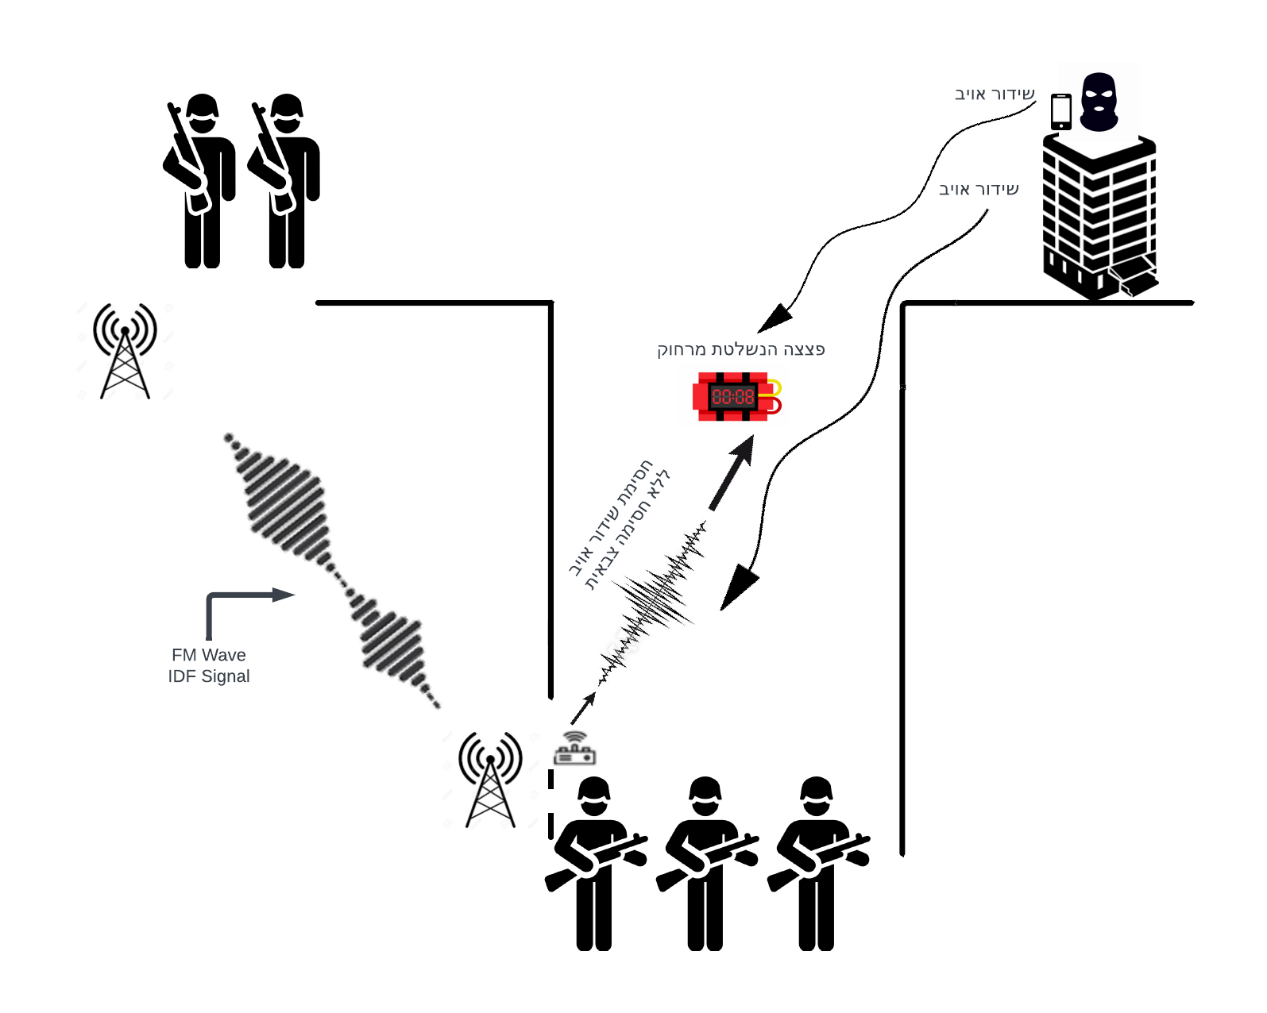 שידור אויב
שידור אויב
פצצה הנשלטת מרחוק
00:08
חסימת שידור אויב
ללא חסימה צבאית
FM Wave
IDF Signal